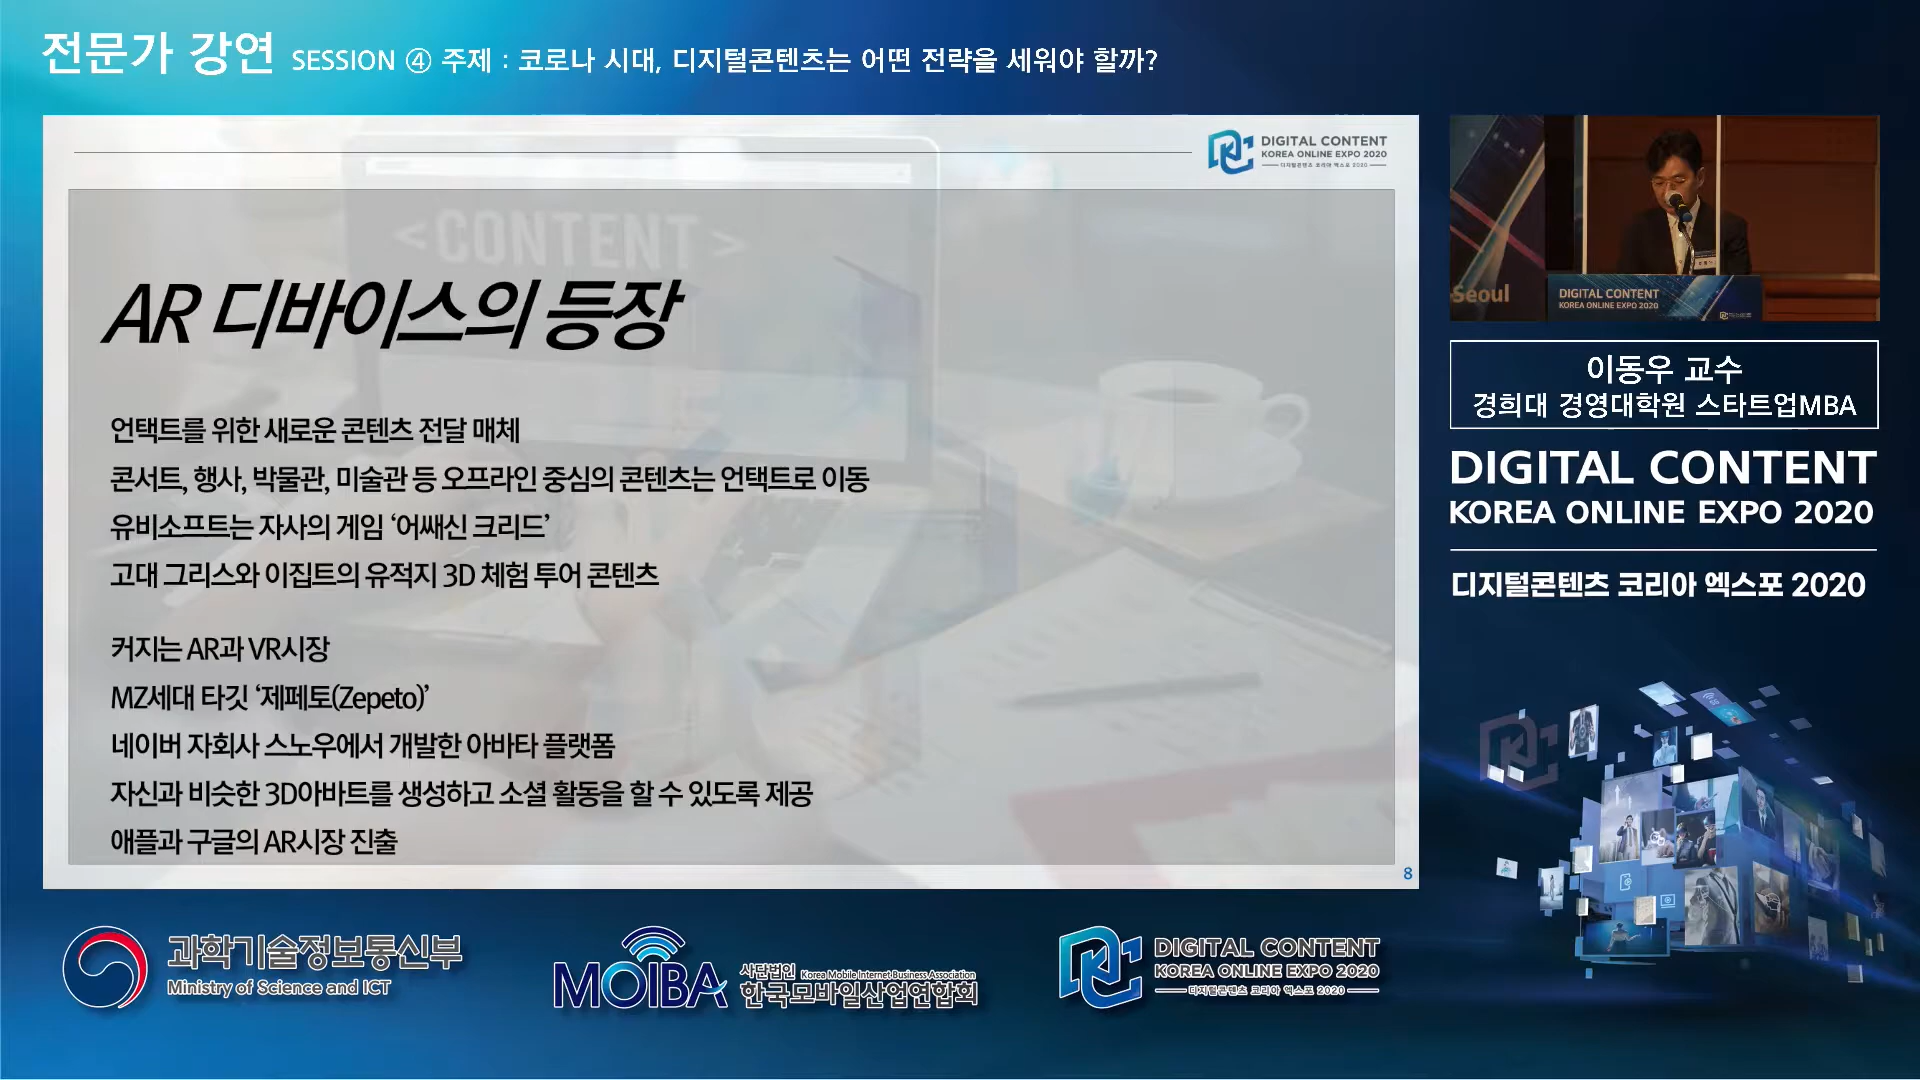 전문가 강연 SESSION ④ 주제 : 코로나 시대, 디지털콘텐츠는 어떤 전략을 세워야 할까?
DIGITAL CONTENT
KOREA ONLINE EXPO 2020
디지털콘텐츠 코리아 엑스포 2020
<CONTENT>
AR 디바이스의 등장
언택트를 위한 새로운 콘텐츠 전달 매체
콘서트, 행사, 박물관, 미술관 등 오프라인 중심의 콘텐츠는 언택트로 이동
유비소프트는 자사의 게임 ‘어쌔신 크리드’
고대 그리스와 이집트의 유적지 3D 체험 투어 콘텐츠
커지는 AR과 VR시장
MZ세대 타깃 ‘제페토(Zepeto)’
네이버 자회사 스노우에서 개발한 아바타 플랫폼
자신과 비슷한 3D아바트를 생성하고 소셜 활동을 할 수 있도록 제공
애플과 구글의 AR시장 진출
8
Seoul
DIGITAL CONTENT
KOREA ONLINE EXPO 2020
이동우 교수
경희대 경영대학원 스타트업MBA
DIGITAL CONTENT
KOREA ONLINE EXPO 2020
디지털콘텐츠 코리아 엑스포 2020
과학기술정보통신부
Ministry of Science and ICT
MOIBA
사단법인 Korea Mobile Internet Business Association
한국모바일산업연합회
DIGITAL CONTENT
KOREA ONLINE EXPO 2020
디지털콘텐츠 코리아 엑스포 2020